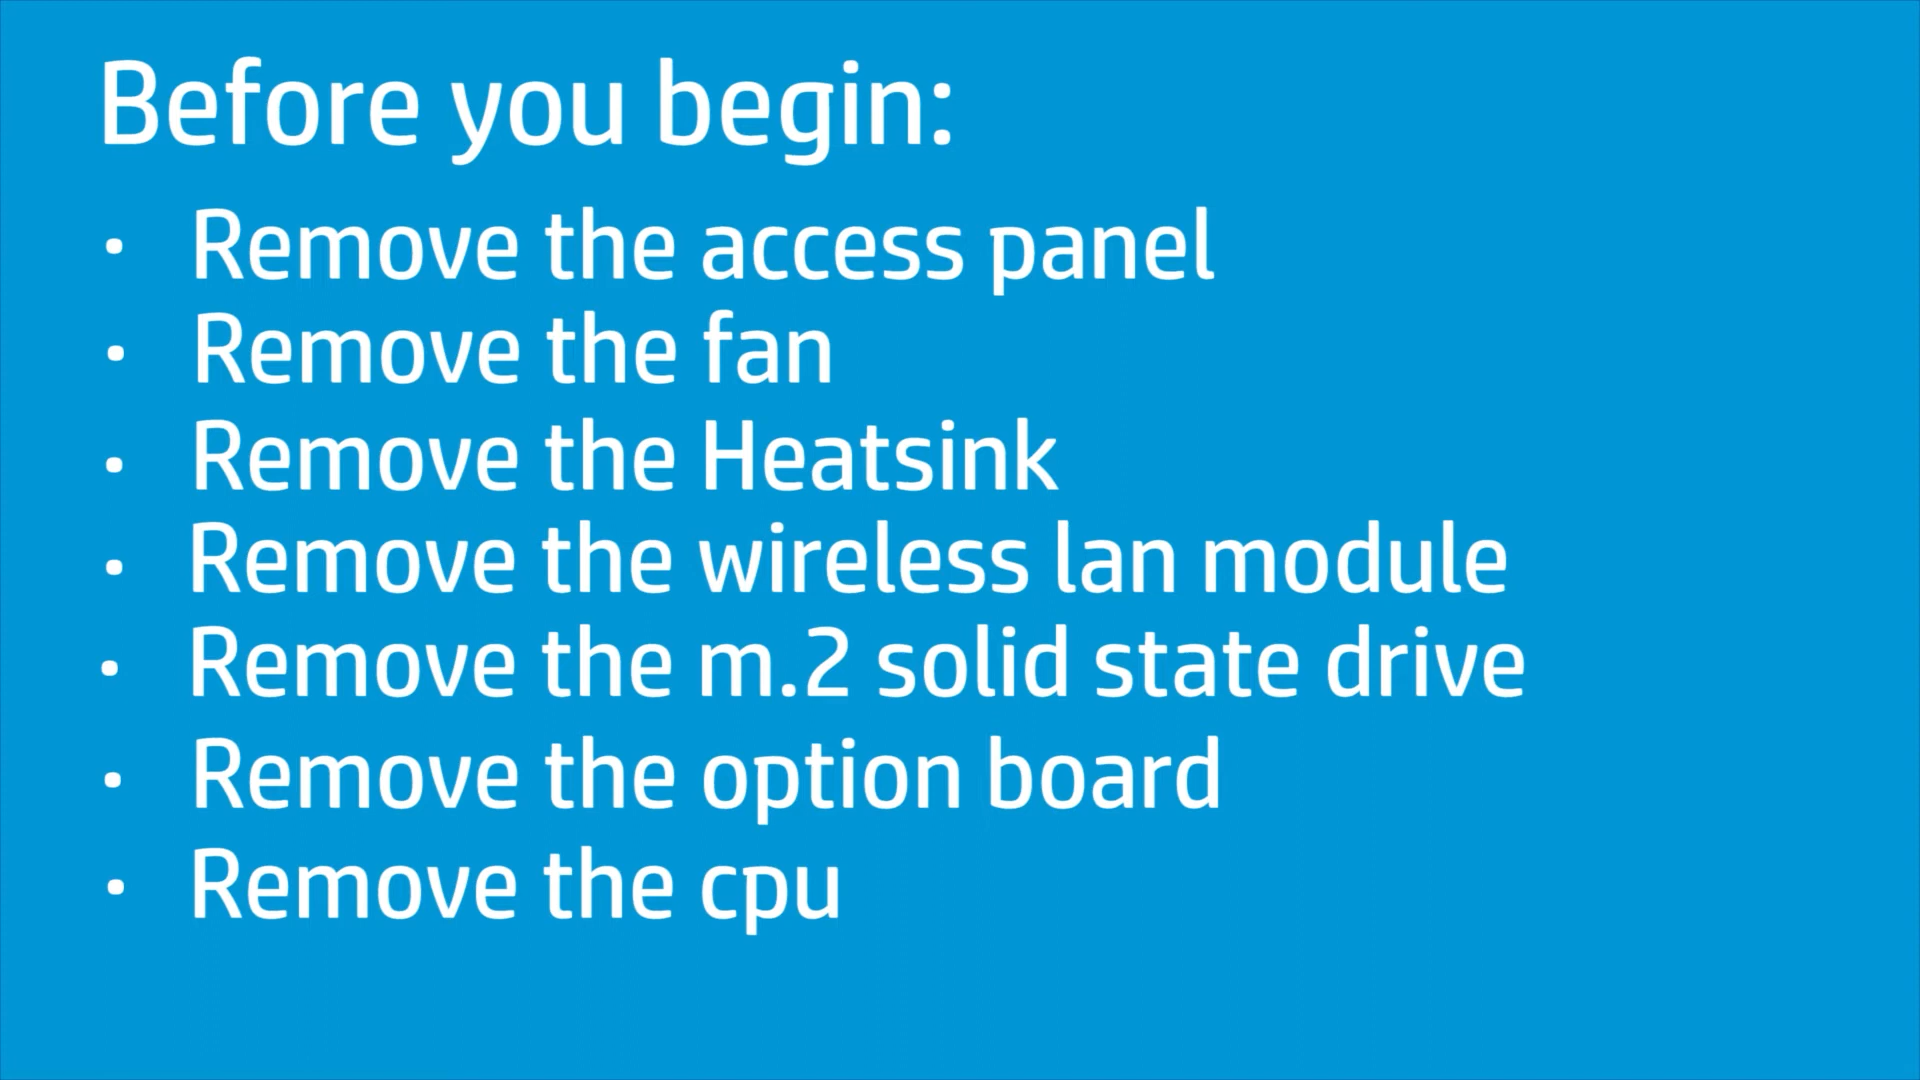 Before you begin:
· Remove the access panel
· Remove the fan
· Remove the Heatsink
· Remove the wireless lan module
· Remove the m.2 solid state drive
· Remove the option board
· Remove the cpu